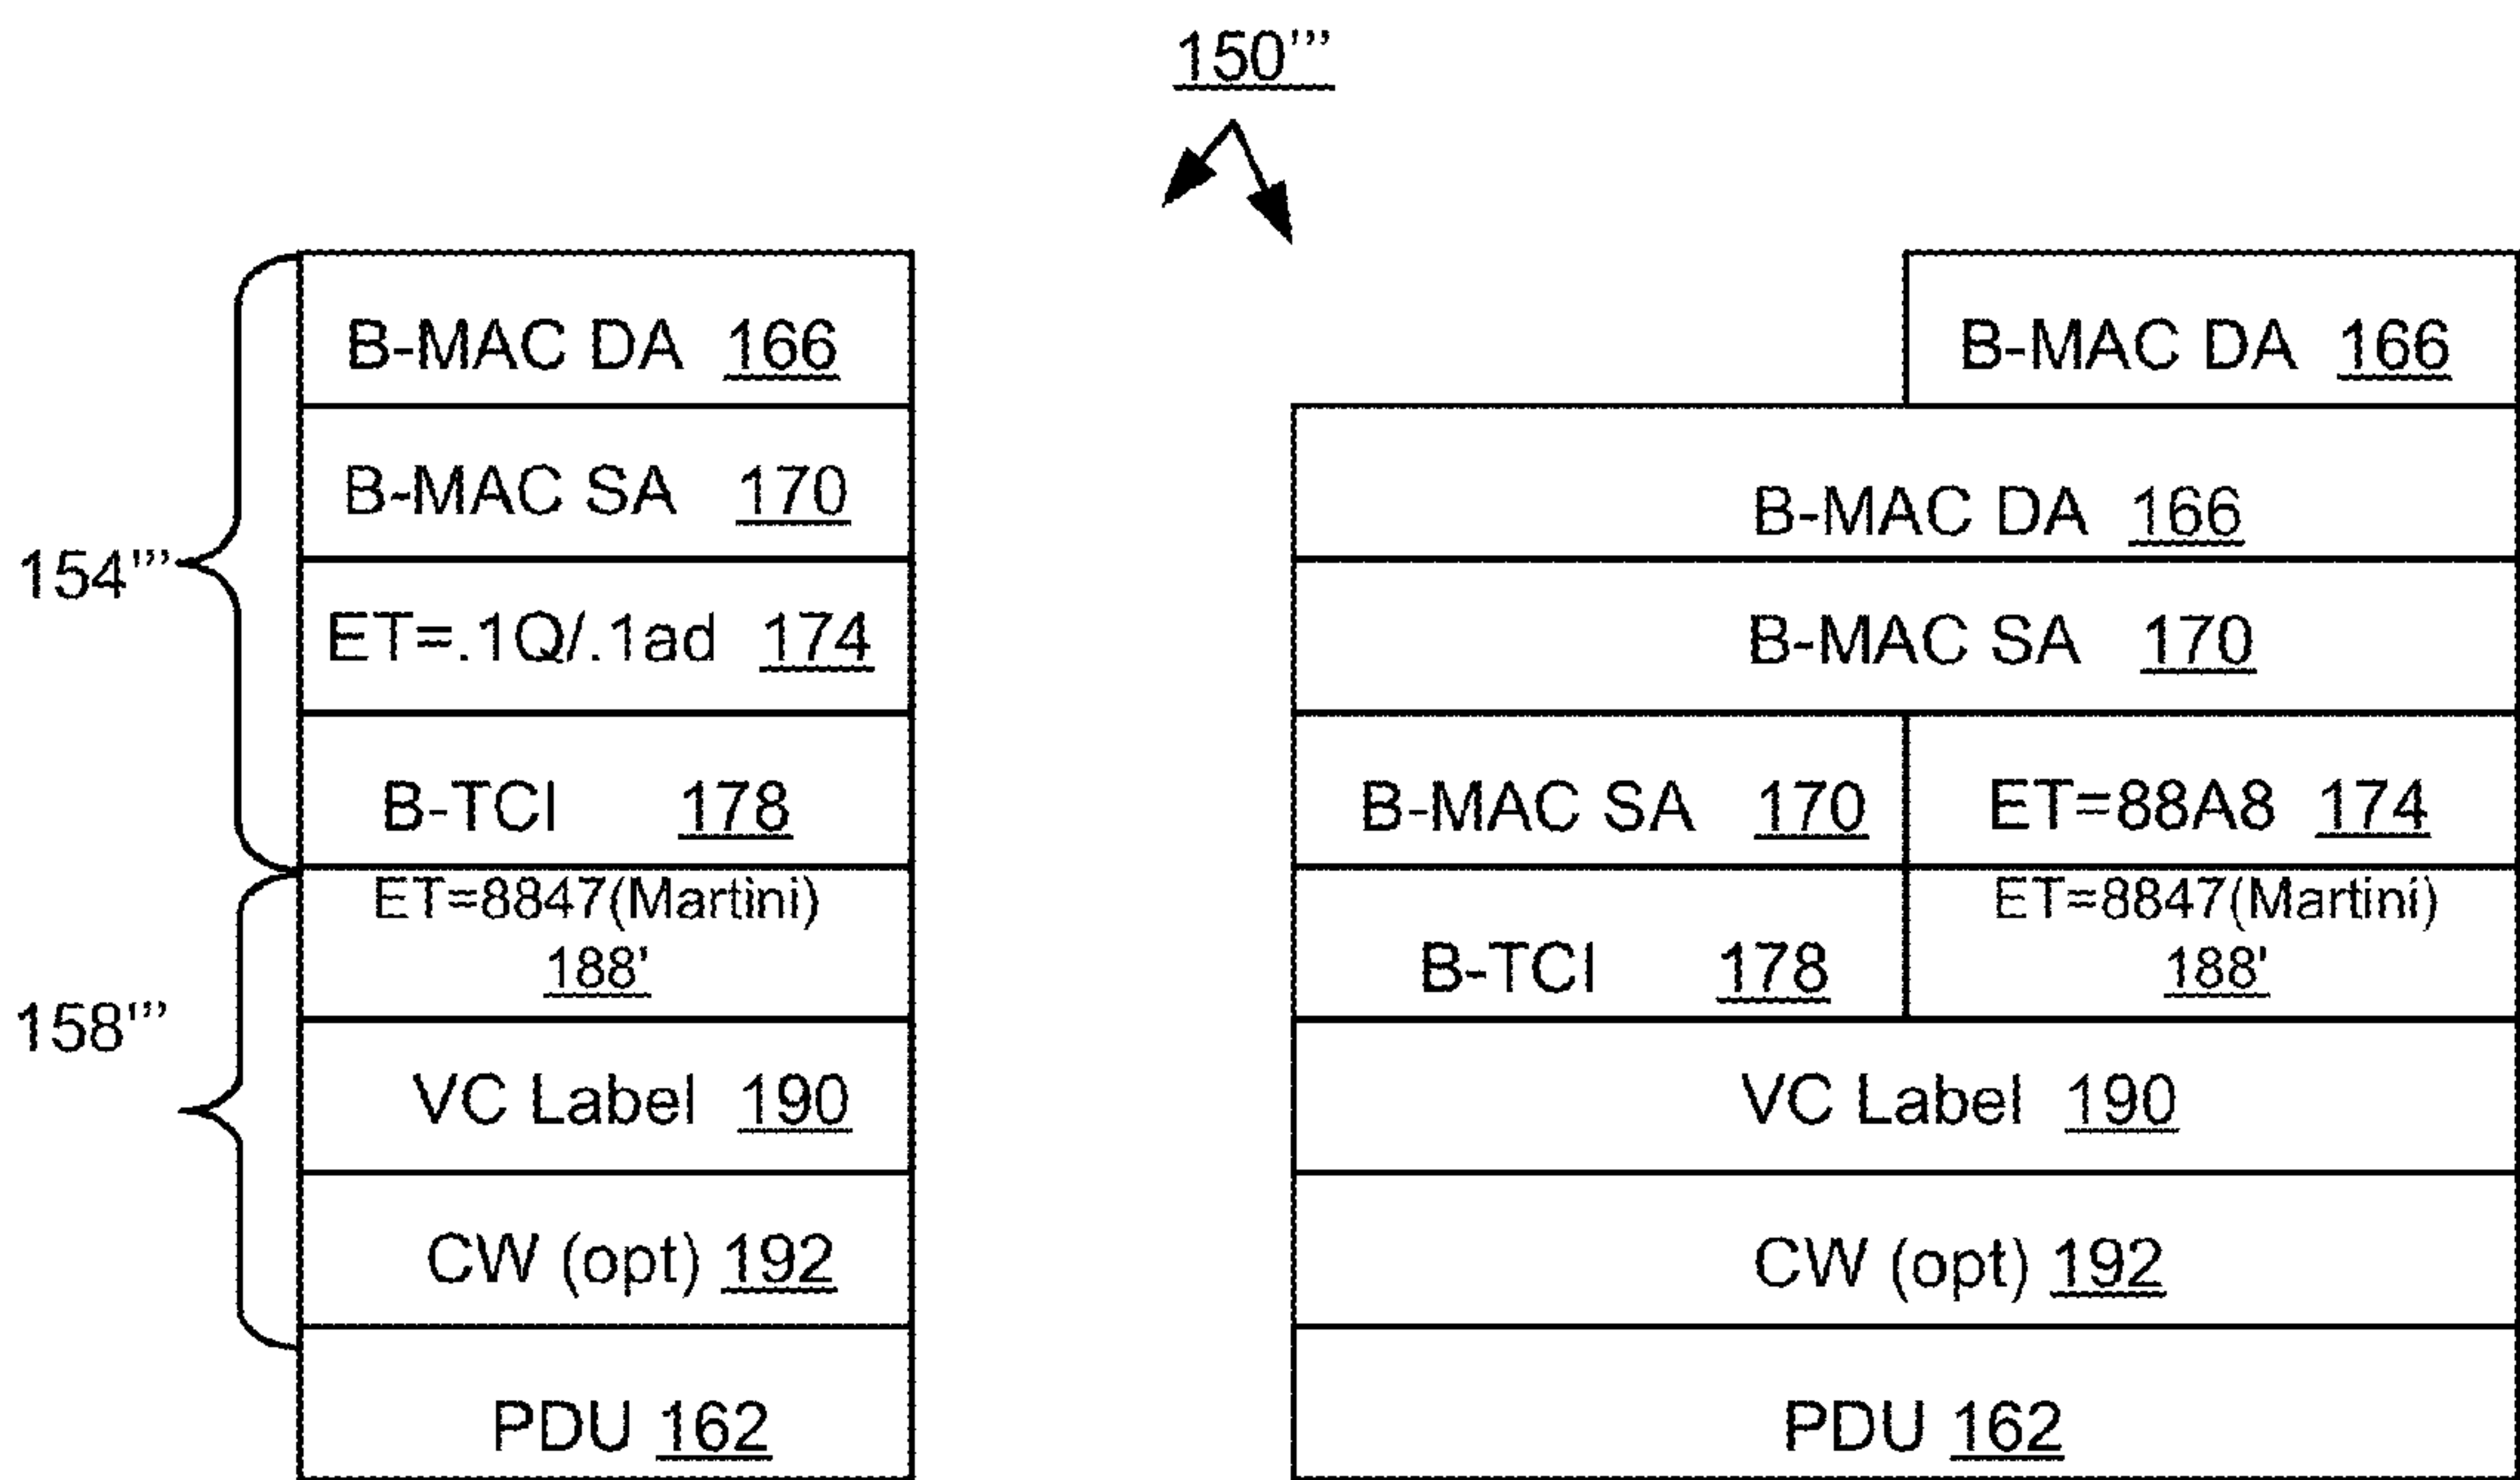 150'''
B-MAC DA 166
B-MAC SA 170
ET=.1Q/.1ad 174
B-TCI 178
ET=8847(Martini)
188'
VC Label 190
CW (opt) 192
PDU 162
154'''
158'''
B-MAC DA 166
B-MAC DA 166
B-MAC SA 170
B-MAC SA 170
ET=88A8 174
B-TCI 178
ET=8847(Martini)
188'
VC Label 190
CW (opt) 192
PDU 162